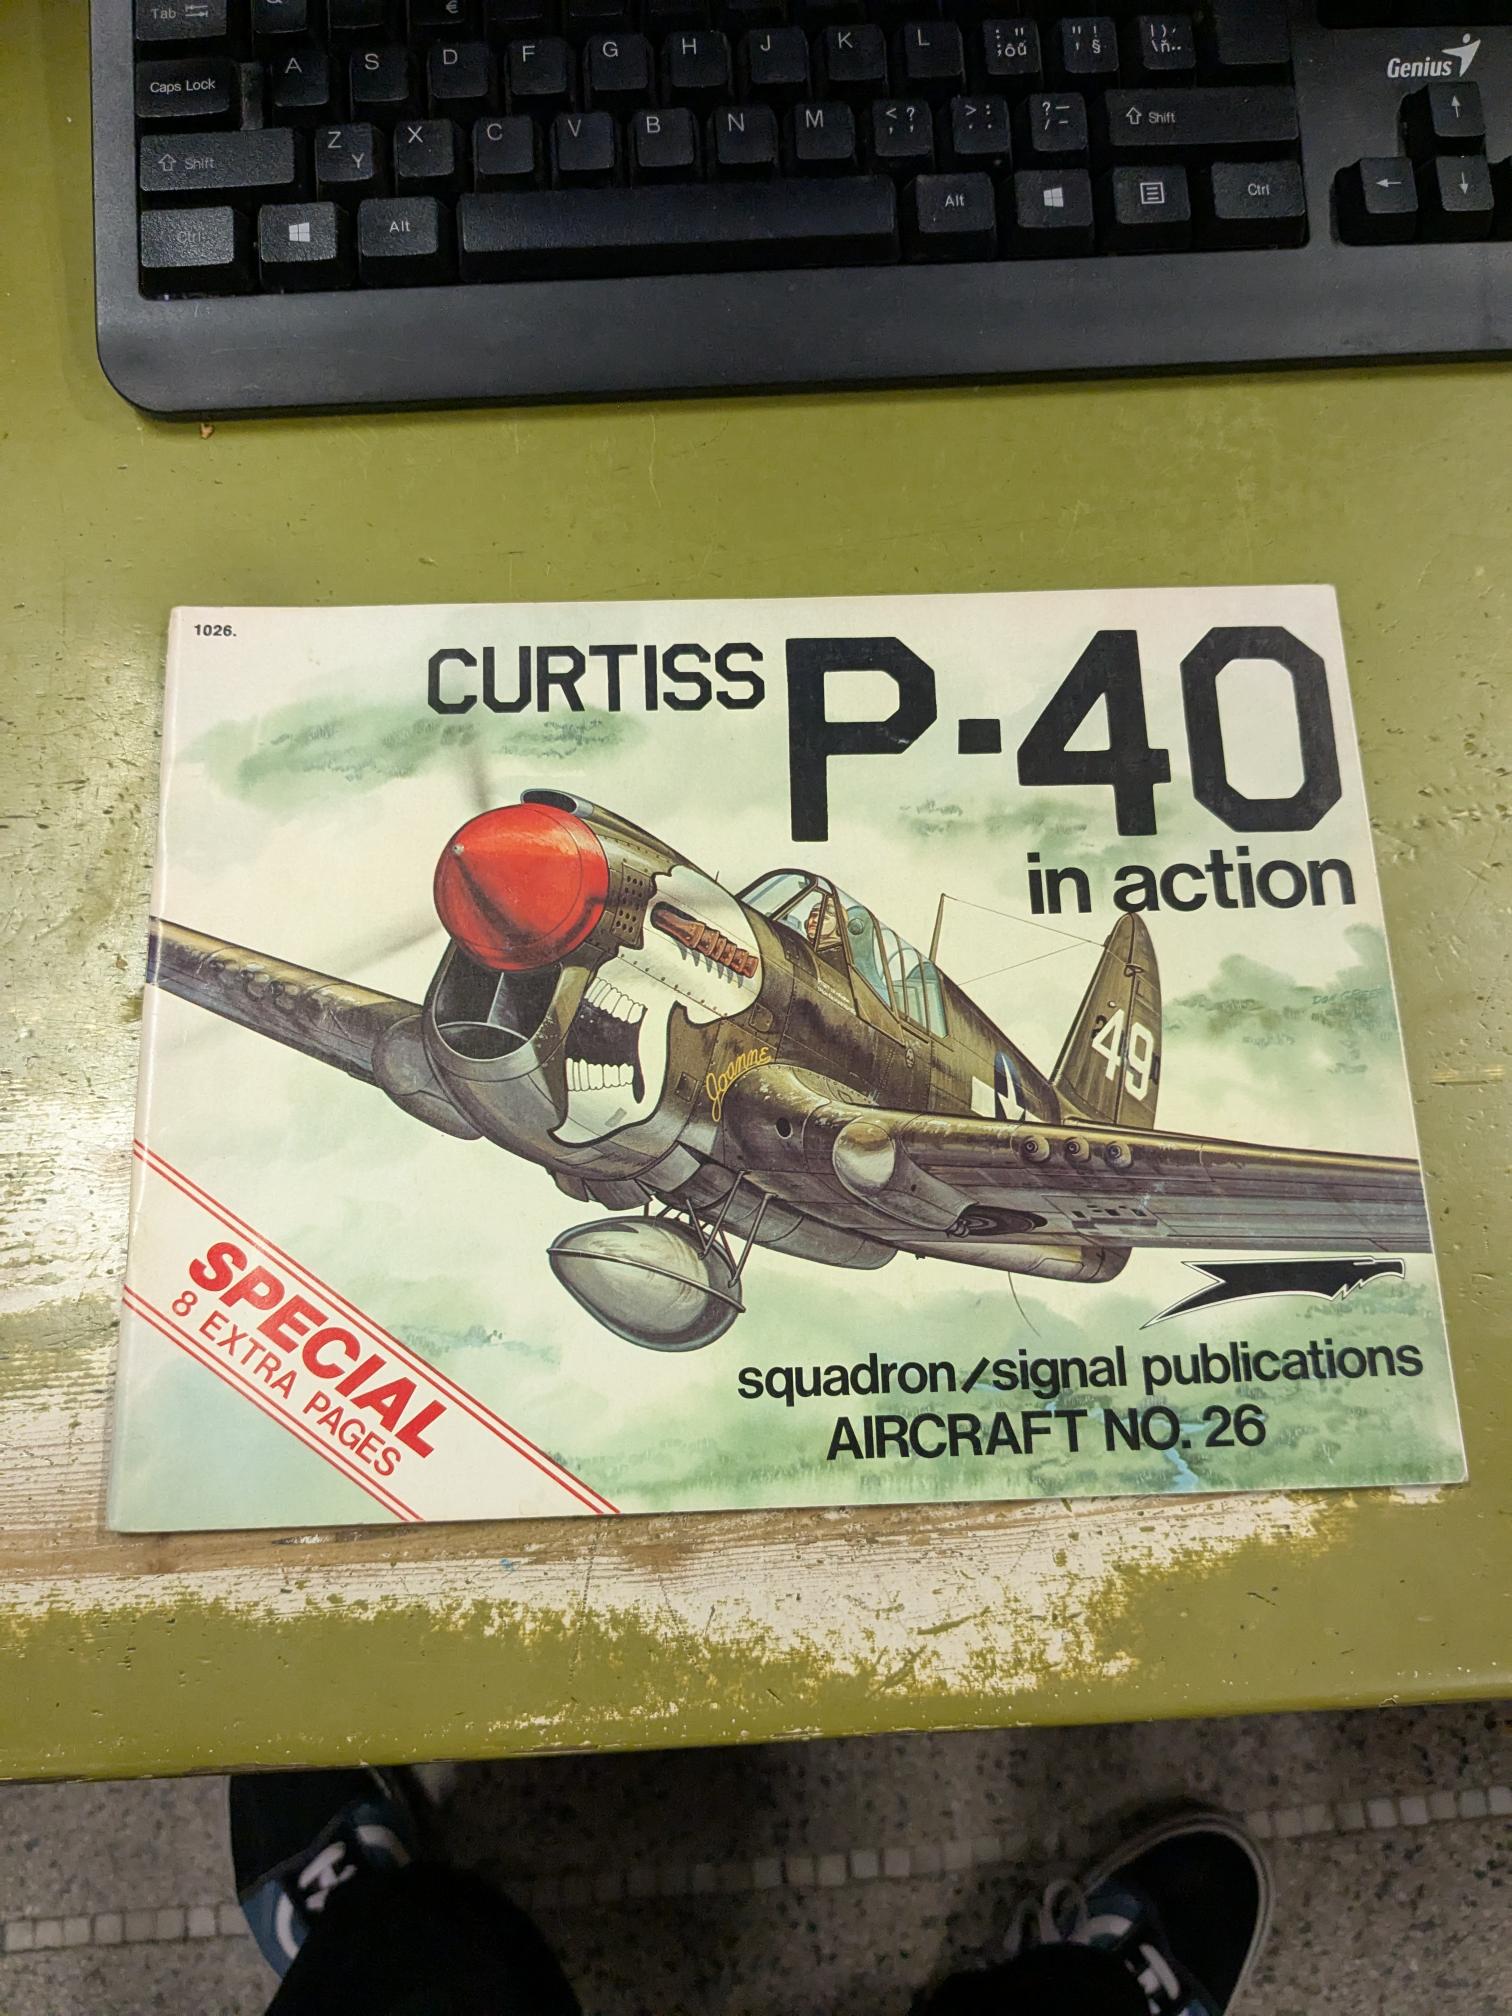 Tab
€
Caps Lock
A S D F G H J K L
Genius
Shift
Z Y X C V B N M
Shift
Ctrl Alt Alt Ctrl
1026.
CURTISS P-40
in action
49
Joanne
SPECIAL
8 EXTRA PAGES
squadron/signal publications
AIRCRAFT NO. 26